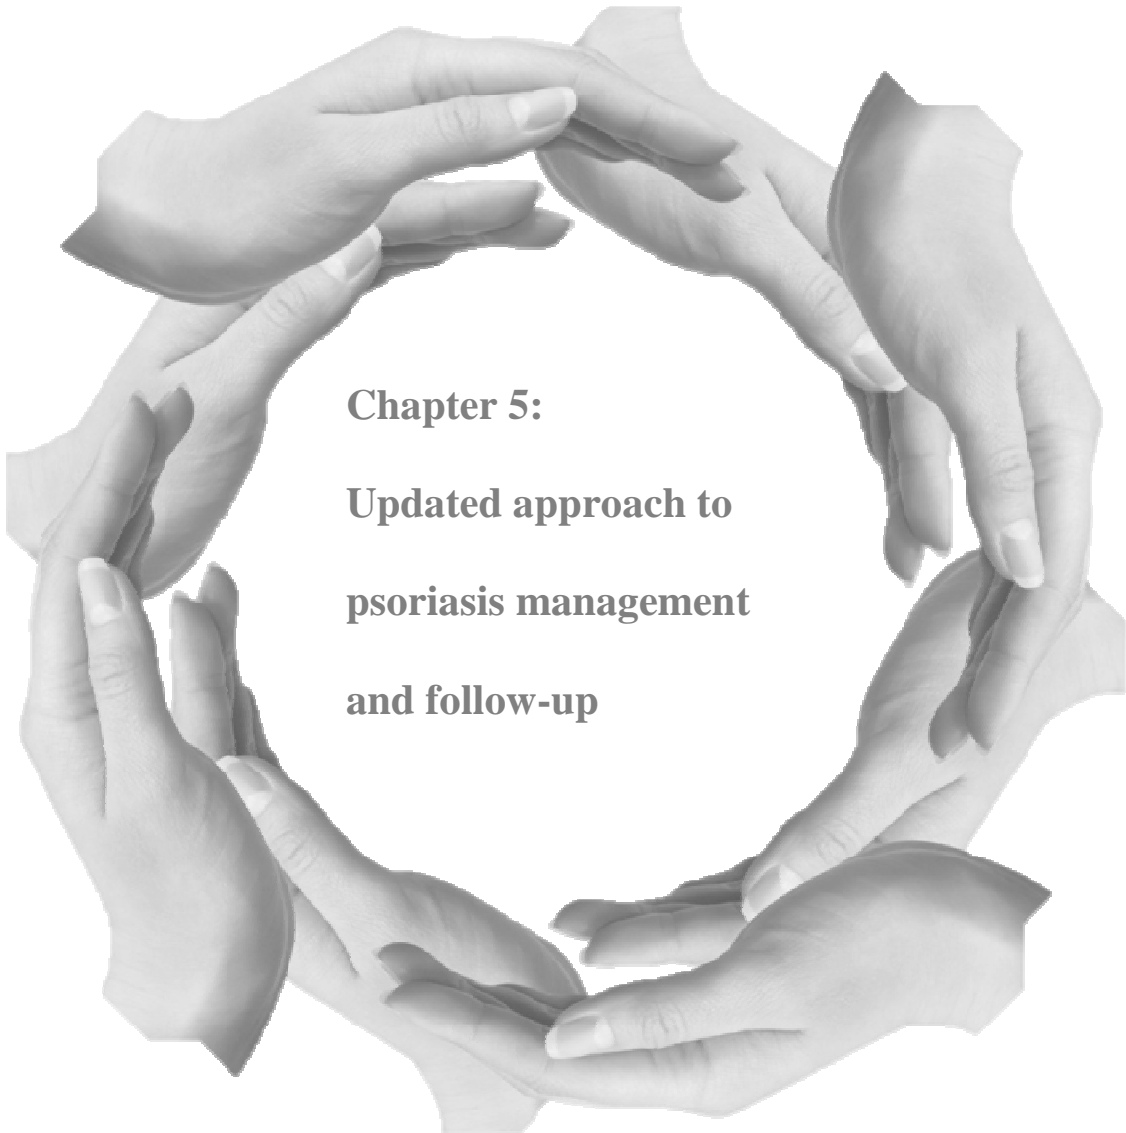 Chapter 5:
Updated approach to
psoriasis management
and follow-up